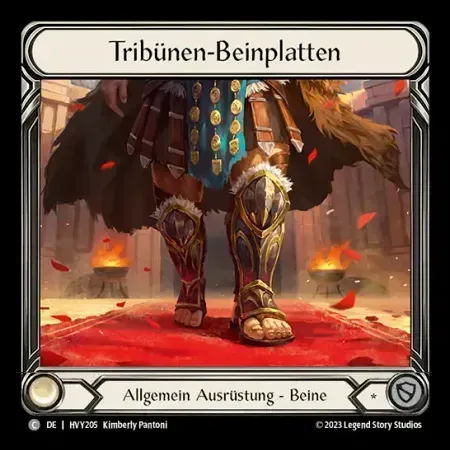 Tribünen-Beinplatten
Allgemein Ausrüstung - Beine
*
C DE | HVY205 Kimberly Pantoni
© 2023 Legend Story Studios